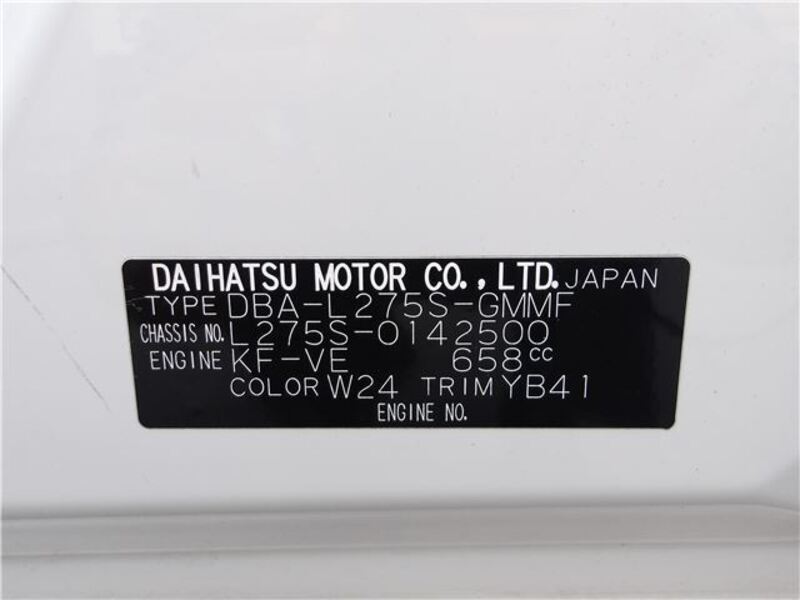 DAIHATSU MOTOR CO., LTD. JAPAN
TYPE DBA-L275S-GMMF
CHASSIS NO. L275S-0142500
ENGINE KF-VE 658cc
COLOR W24 TRIM YB41
ENGINE NO.